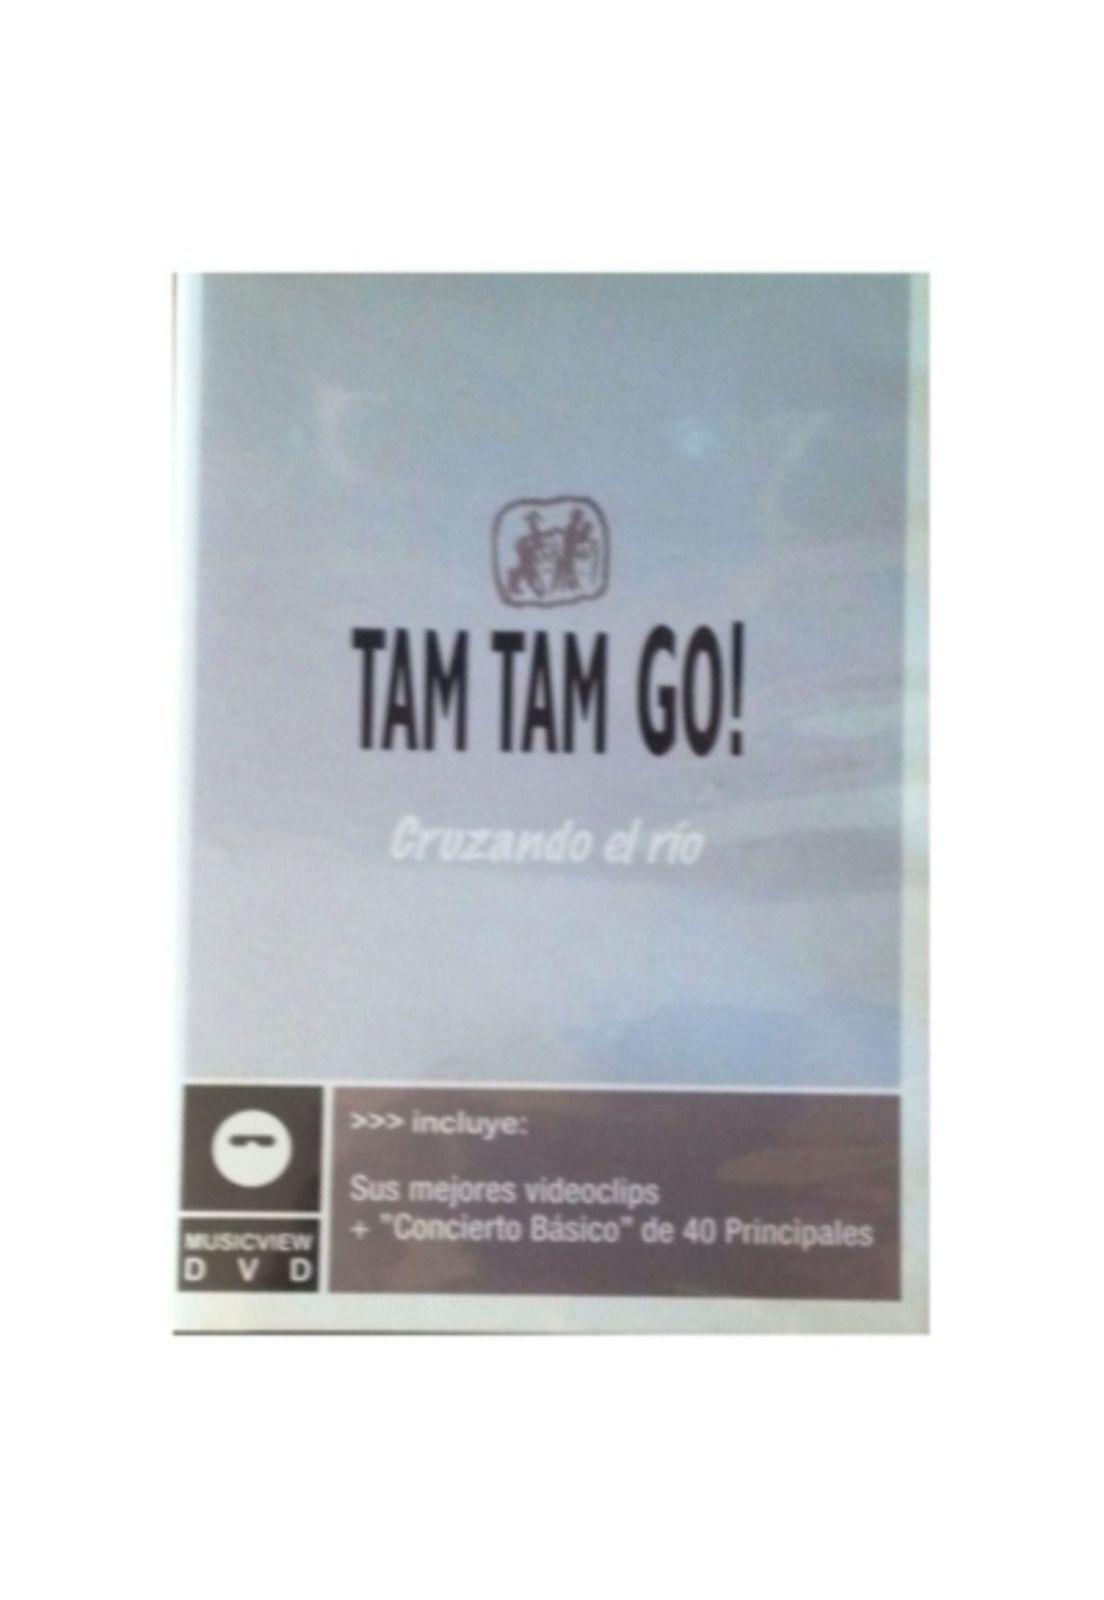 TAM TAM GO!
Cruzando el río
>>> incluye:
Sus mejores videoclips
+ "Concierto Básico" de 40 Principales
MUSICVIEW
D V D